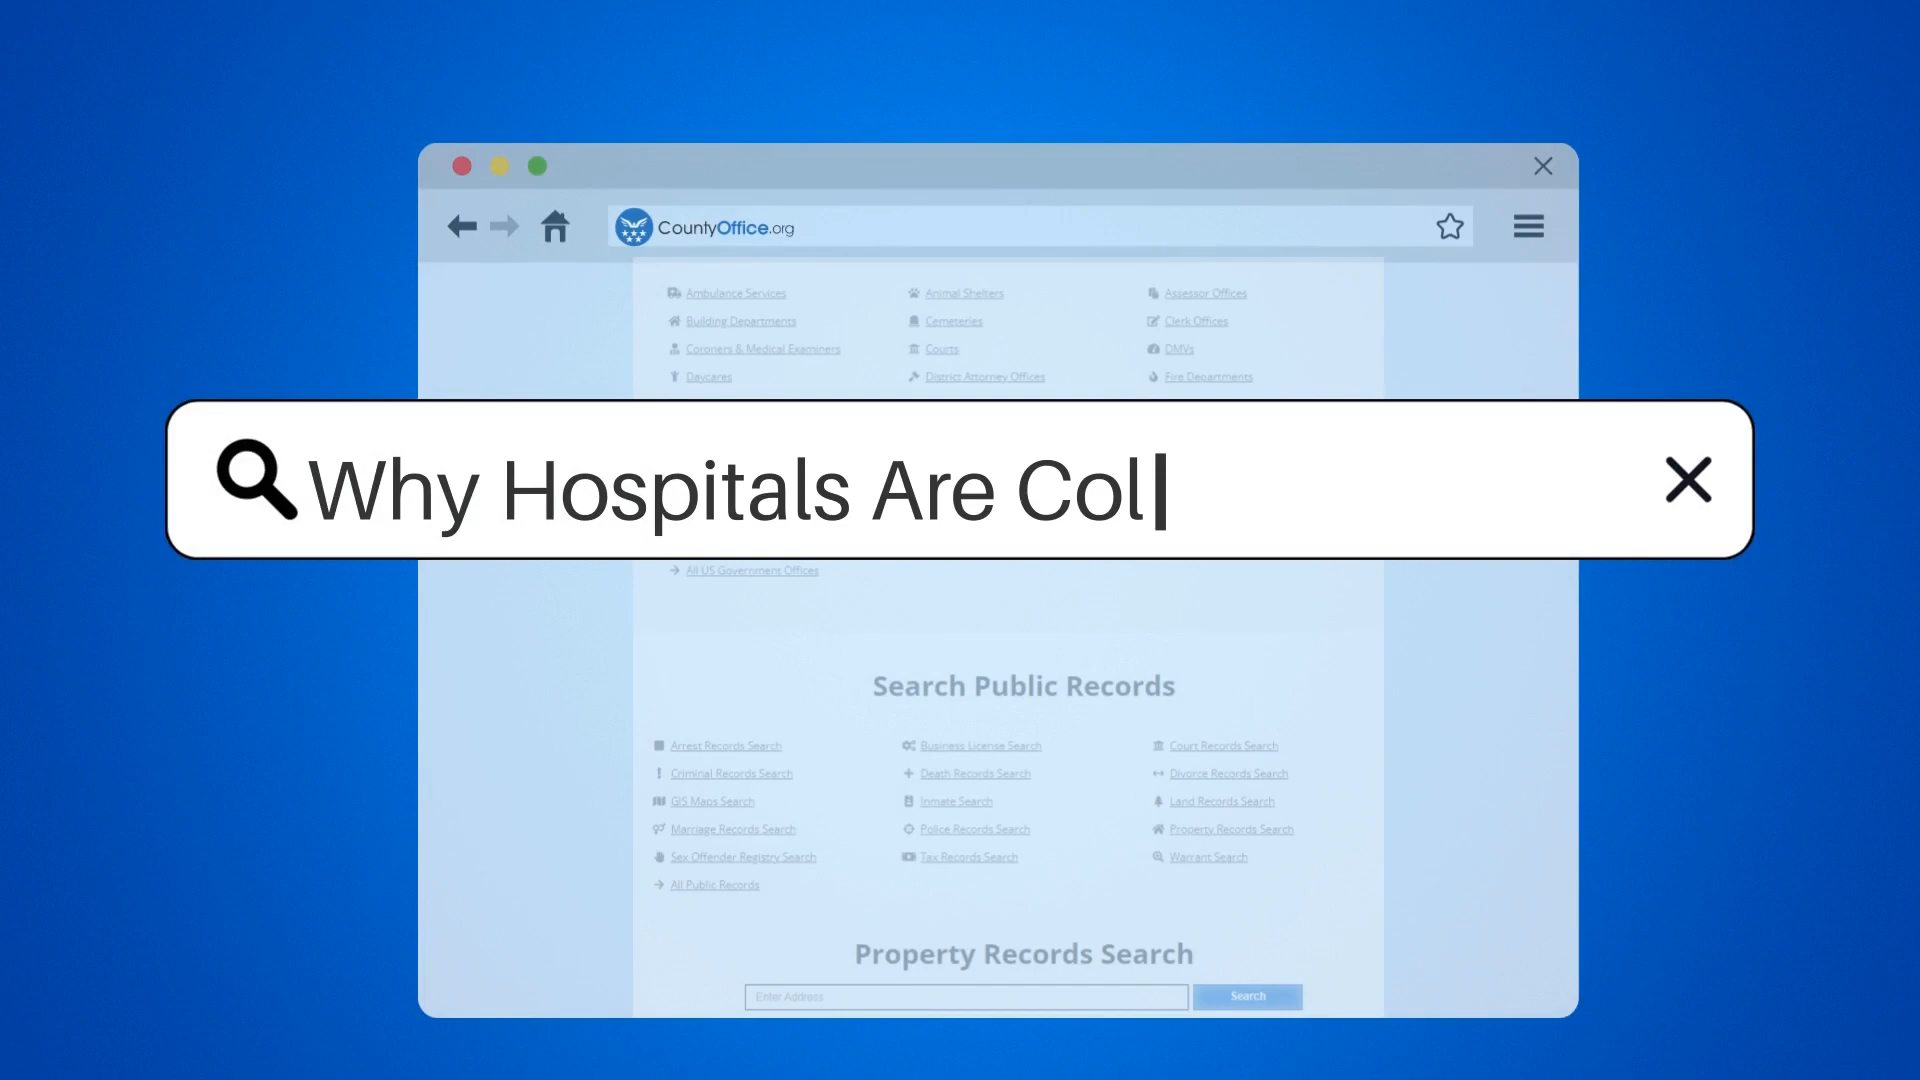 CountyOffice.org
Ambulance Services Animal Shelters Assessor Offices
Building Departments Cemeteries Clerk Offices
Coroners & Medical Examiners Courts DMVs
Daycares District Attorney Offices Fire Departments
Why Hospitals Are Col
All US Government Offices
Search Public Records
Arrest Records Search Business License Search Court Records Search
Criminal Records Search Death Records Search Divorce Records Search
GIS Maps Search Inmate Search Land Records Search
Marriage Records Search Police Records Search Property Records Search
Sex Offender Registry Search Tax Records Search Warrant Search
All Public Records
Property Records Search
Enter Address Search